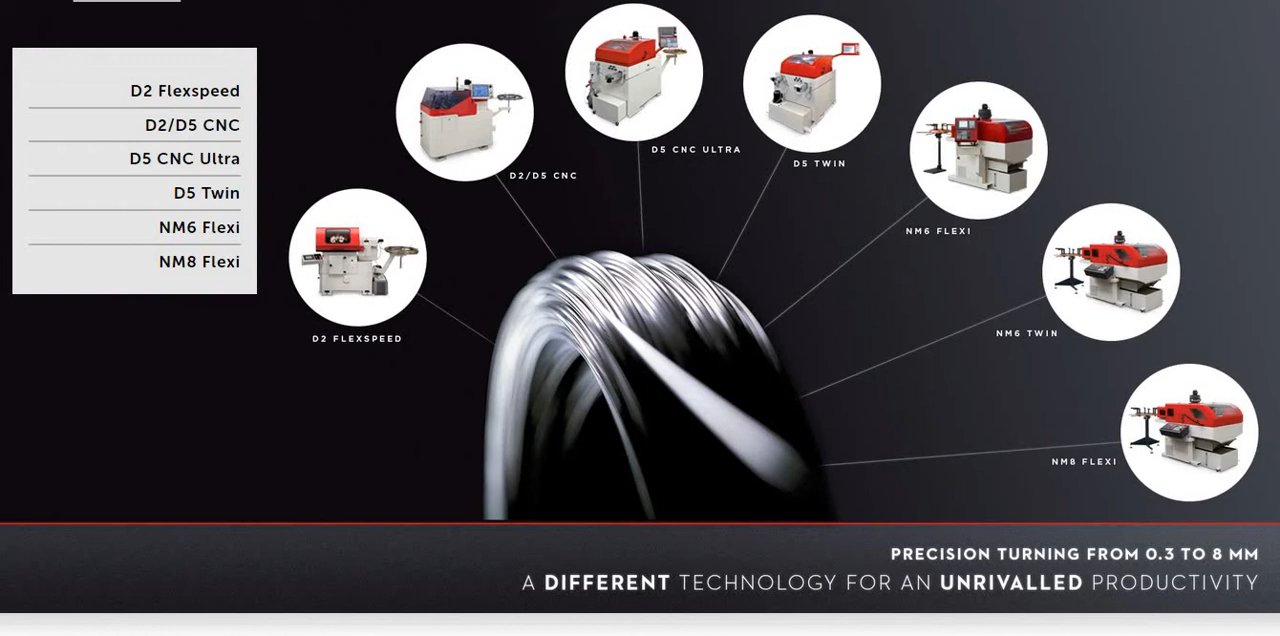 D2 Flexspeed
D2/D5 CNC
D5 CNC Ultra
D5 Twin
NM6 Flexi
NM8 Flexi
D2 FLEXSPEED
D2/D5 CNC
D5 CNC ULTRA
D5 TWIN
NM6 FLEXI
NM6 TWIN
NM8 FLEXI
PRECISION TURNING FROM 0.3 TO 8 MM
A DIFFERENT TECHNOLOGY FOR AN UNRIVALLED PRODUCTIVITY